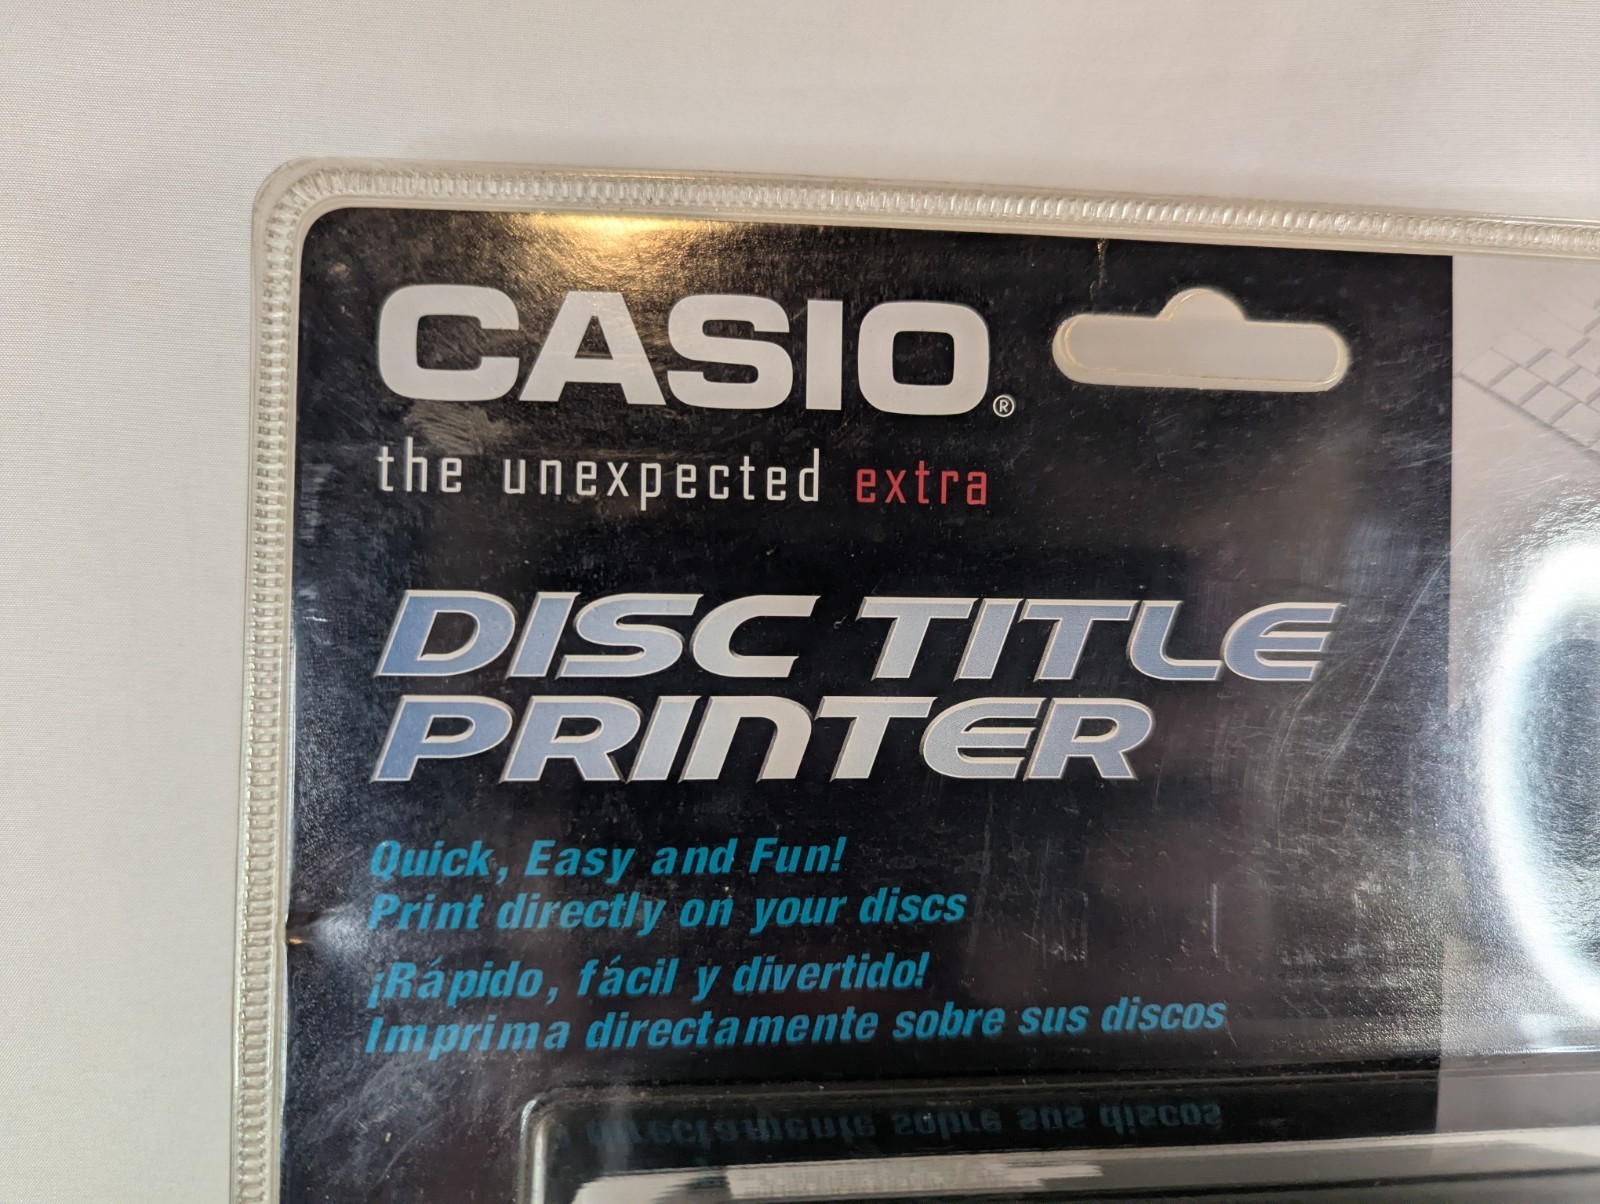 CASIO®
the unexpected extra
DISC TITLE
PRINTER
Quick, Easy and Fun!
Print directly on your discs
¡Rápido, fácil y divertido!
Imprima directamente sobre sus discos